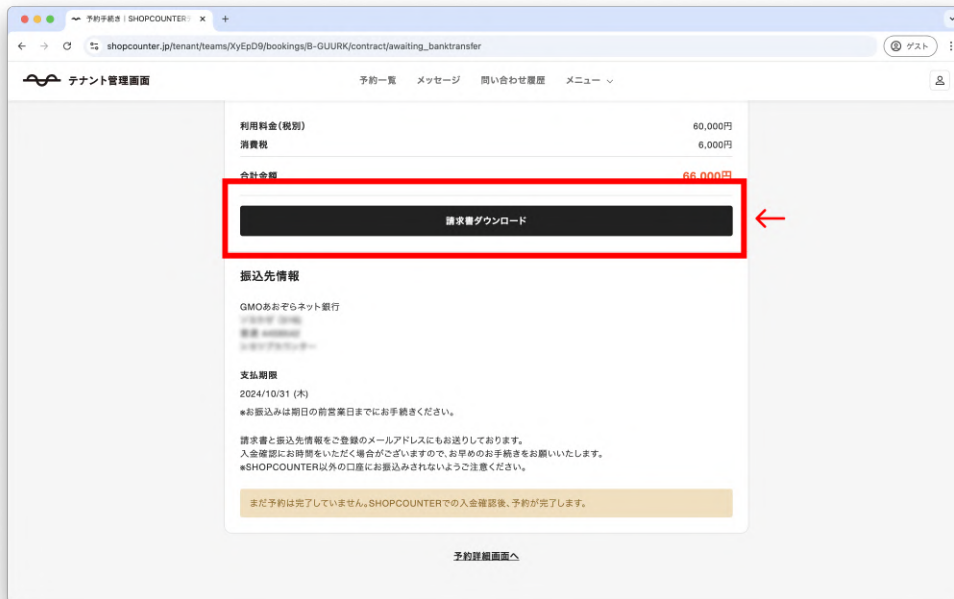 予約手続き | SHOPCOUNTER
shopcounter.jp/tenant/teams/XyEpD9/bookings/B-GUURK/contract/awaiting_banktransfer
ゲスト
テナント管理画面
予約一覧 メッセージ 問い合わせ履歴 メニュー
利用料金(税別) 60,000円
消費税 6,000円
合計金額 66,000円
請求書ダウンロード
振込先情報
GMOあおぞらネット銀行
支払期限
2024/10/31 (木)
※お振込みは期日の前営業日までにお手続きください。
請求書と振込先情報をご登録のメールアドレスにもお送りしております。
入金確認にお時間をいただく場合がございますので、お早めのお手続きをお願いいたします。
※SHOPCOUNTER以外の口座にお振込みされないようご注意ください。
まだ予約は完了していません。SHOPCOUNTERでの入金確認後、予約が完了します。
予約詳細画面へ